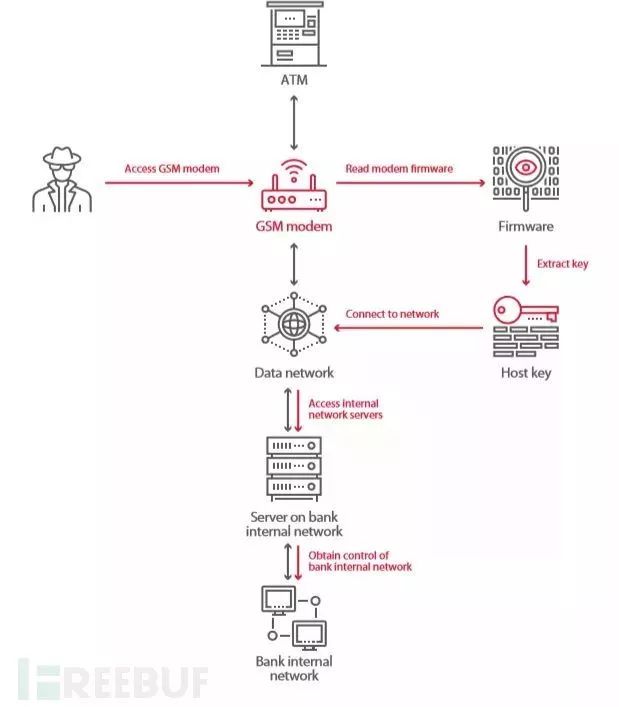 ATM
Access GSM modem
Read modem firmware
GSM modem
Firmware
Extract key
Connect to network
Data network
Host key
Access internal
network servers
Server on bank
internal network
Obtain control of
bank internal network
Bank internal
network
FREEBUF